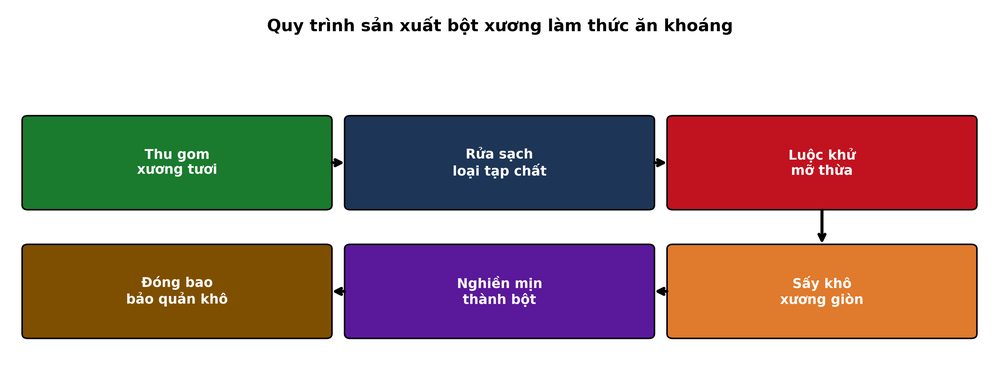 Quy trình sản xuất bột xương làm thức ăn khoáng
Thu gom
xương tươi
Rửa sạch
loại tạp chất
Luộc khử
mỡ thừa
Sấy khô
xương giòn
Nghiền mịn
thành bột
Đóng bao
bảo quản khô